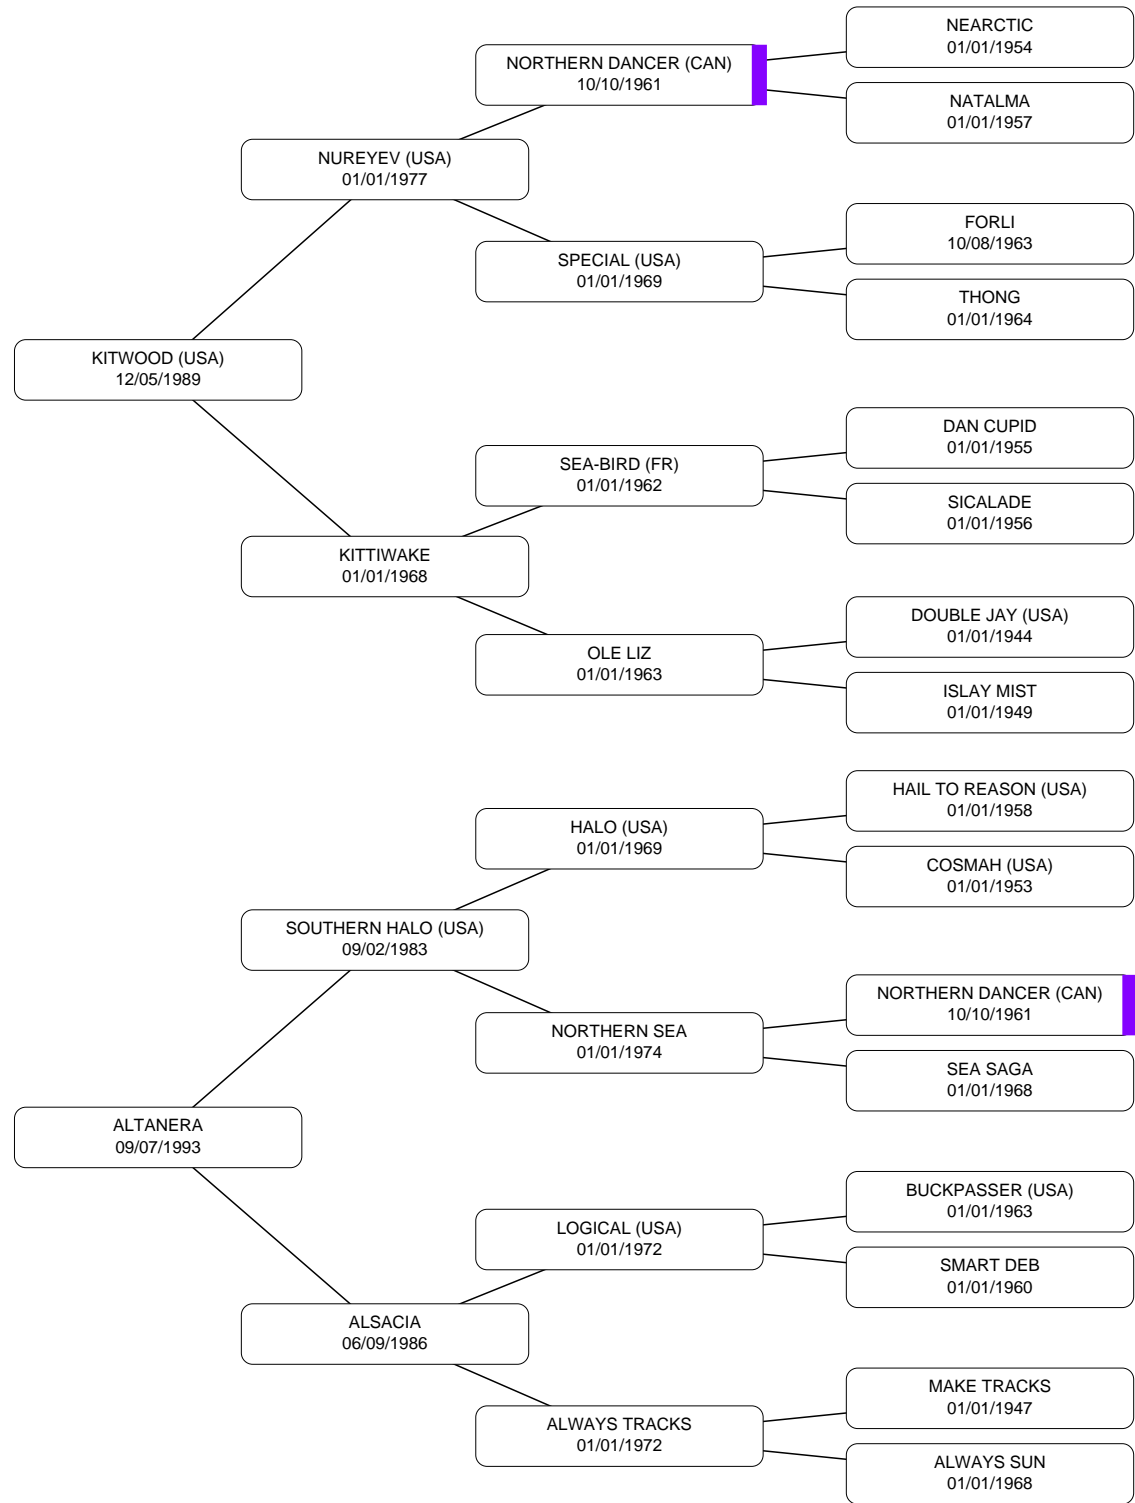 NEARCTIC
01/01/1954
NORTHERN DANCER (CAN)
10/10/1961
NATALMA
01/01/1957
NUREYEV (USA)
01/01/1977
FORLI
10/08/1963
SPECIAL (USA)
01/01/1969
THONG
01/01/1964
KITWOOD (USA)
12/05/1989
DAN CUPID
01/01/1955
SEA-BIRD (FR)
01/01/1962
SICALADE
01/01/1956
KITTIWAKE
01/01/1968
DOUBLE JAY (USA)
01/01/1944
OLE LIZ
01/01/1963
ISLAY MIST
01/01/1949
HAIL TO REASON (USA)
01/01/1958
HALO (USA)
01/01/1969
COSMAH (USA)
01/01/1953
SOUTHERN HALO (USA)
09/02/1983
NORTHERN DANCER (CAN)
10/10/1961
NORTHERN SEA
01/01/1974
SEA SAGA
01/01/1968
ALTANERA
09/07/1993
BUCKPASSER (USA)
01/01/1963
LOGICAL (USA)
01/01/1972
SMART DEB
01/01/1960
ALSACIA
06/09/1986
MAKE TRACKS
01/01/1947
ALWAYS TRACKS
01/01/1972
ALWAYS SUN
01/01/1968